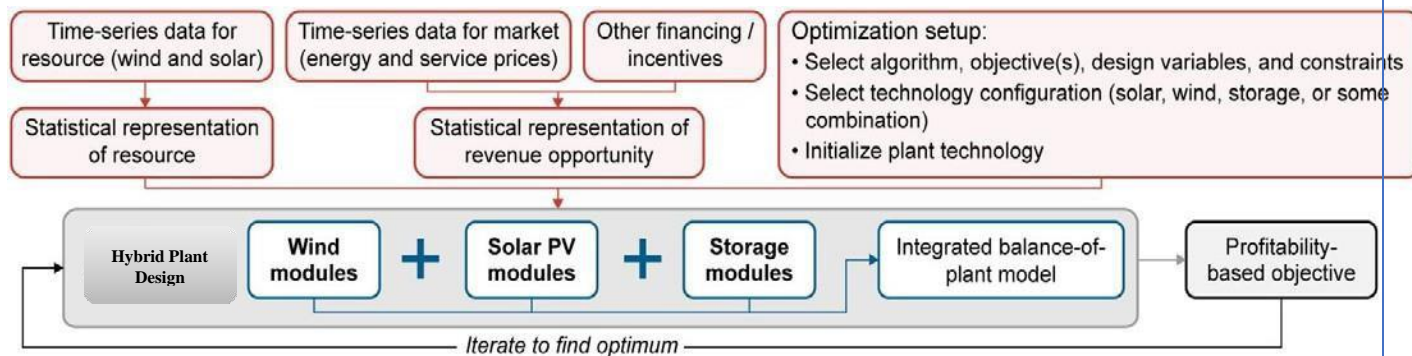 Time-series data for
resource (wind and solar)
Time-series data for market
(energy and service prices)
Other financing /
incentives
Statistical representation
of resource
Statistical representation of
revenue opportunity
Optimization setup:
• Select algorithm, objective(s), design variables, and constraints
• Select technology configuration (solar, wind, storage, or some
combination)
• Initialize plant technology
Hybrid Plant
Design
Wind
modules
+
Solar PV
modules
+
Storage
modules
Integrated balance-of-
plant model
Profitability-
based objective
Iterate to find optimum